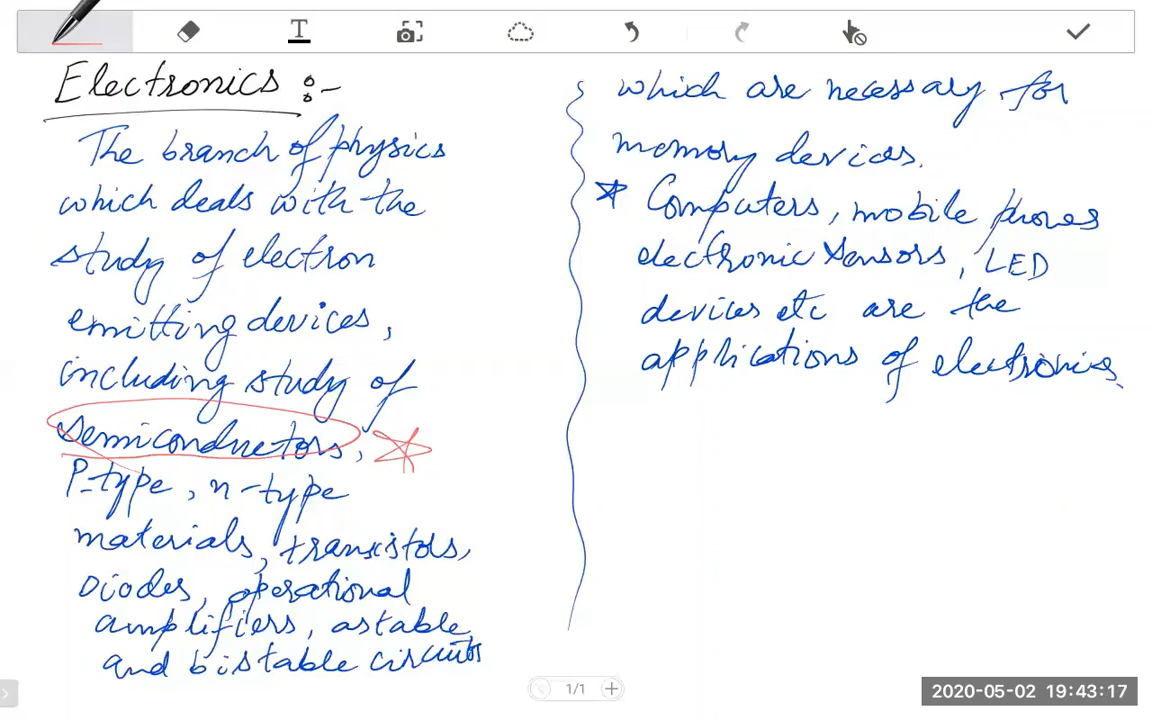 T
Electronics :-
The branch of physics
which deals with the
study of electron
emitting devices,
including study of
semiconductors,
P-type, n-type
materials, transistors,
Diodes, operational
amplifiers, astable
and bistable circuits
which are necessary for
memory devices.
* Computers, mobile phones
electronic sensors, LED
devices etc are the
applications of electronics.
1/1
2020-05-02 19:43:17